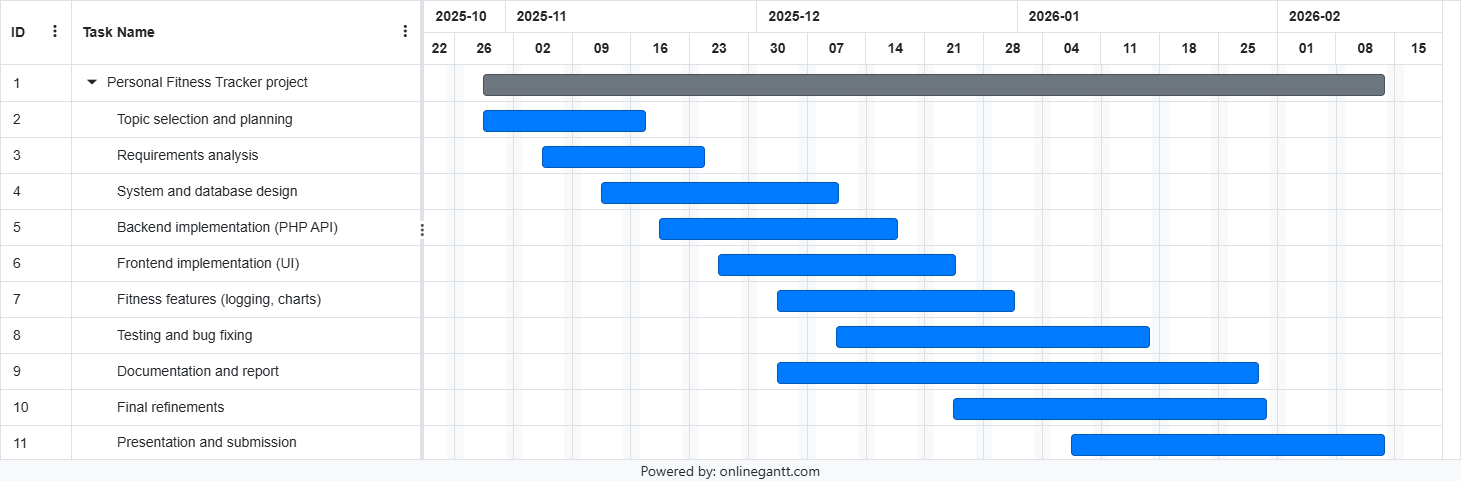 2025-10 2025-11 2025-12 2026-01 2026-02
ID Task Name
22 26 02 09 16 23 30 07 14 21 28 04 11 18 25 01 08 15
1 Personal Fitness Tracker project
2 Topic selection and planning
3 Requirements analysis
4 System and database design
5 Backend implementation (PHP API)
6 Frontend implementation (UI)
7 Fitness features (logging, charts)
8 Testing and bug fixing
9 Documentation and report
10 Final refinements
11 Presentation and submission
Powered by: onlinegantt.com